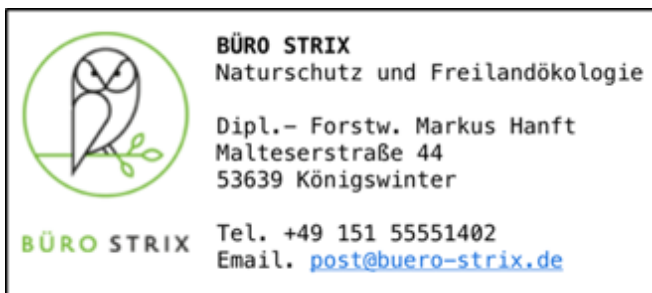 BÜRO STRIX
Naturschutz und Freilandökologie
Dipl.- Forstw. Markus Hanft
Malteserstraße 44
53639 Königswinter
Tel. +49 151 55551402
Email. post@buero-strix.de
BÜRO STRIX